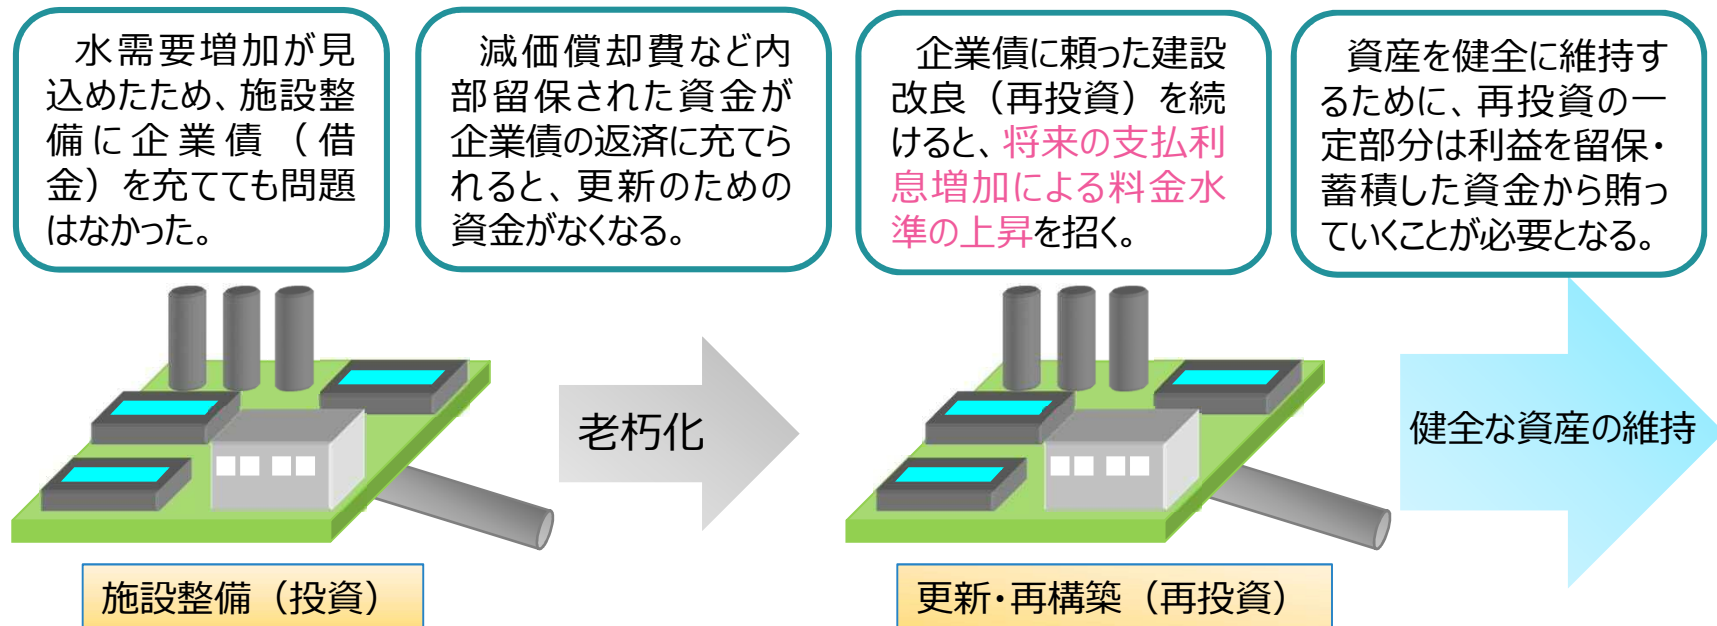 水需要増加が見
込めたため、施設整
備に企業債（借
金）を充てても問題
はなかった。
減価償却費など内
部留保された資金が
企業債の返済に充てら
れると、更新のための
資金がなくなる。
企業債に頼った建設
改良（再投資）を続
けると、将来の支払利
息増加による料金水
準の上昇を招く。
資産を健全に維持す
るために、再投資の一
定部分は利益を留保・
蓄積した資金から賄っ
ていくことが必要となる。
老朽化
健全な資産の維持
施設整備（投資）
更新・再構築（再投資）